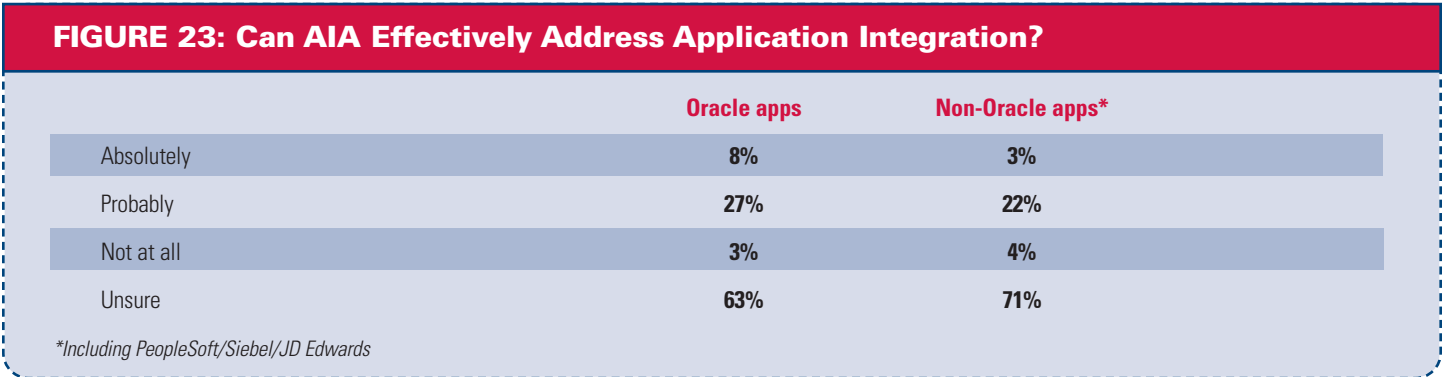 FIGURE 23: Can AIA Effectively Address Application Integration?
Oracle apps Non-Oracle apps*
Absolutely 8% 3%
Probably 27% 22%
Not at all 3% 4%
Unsure 63% 71%
*Including PeopleSoft/Siebel/JD Edwards